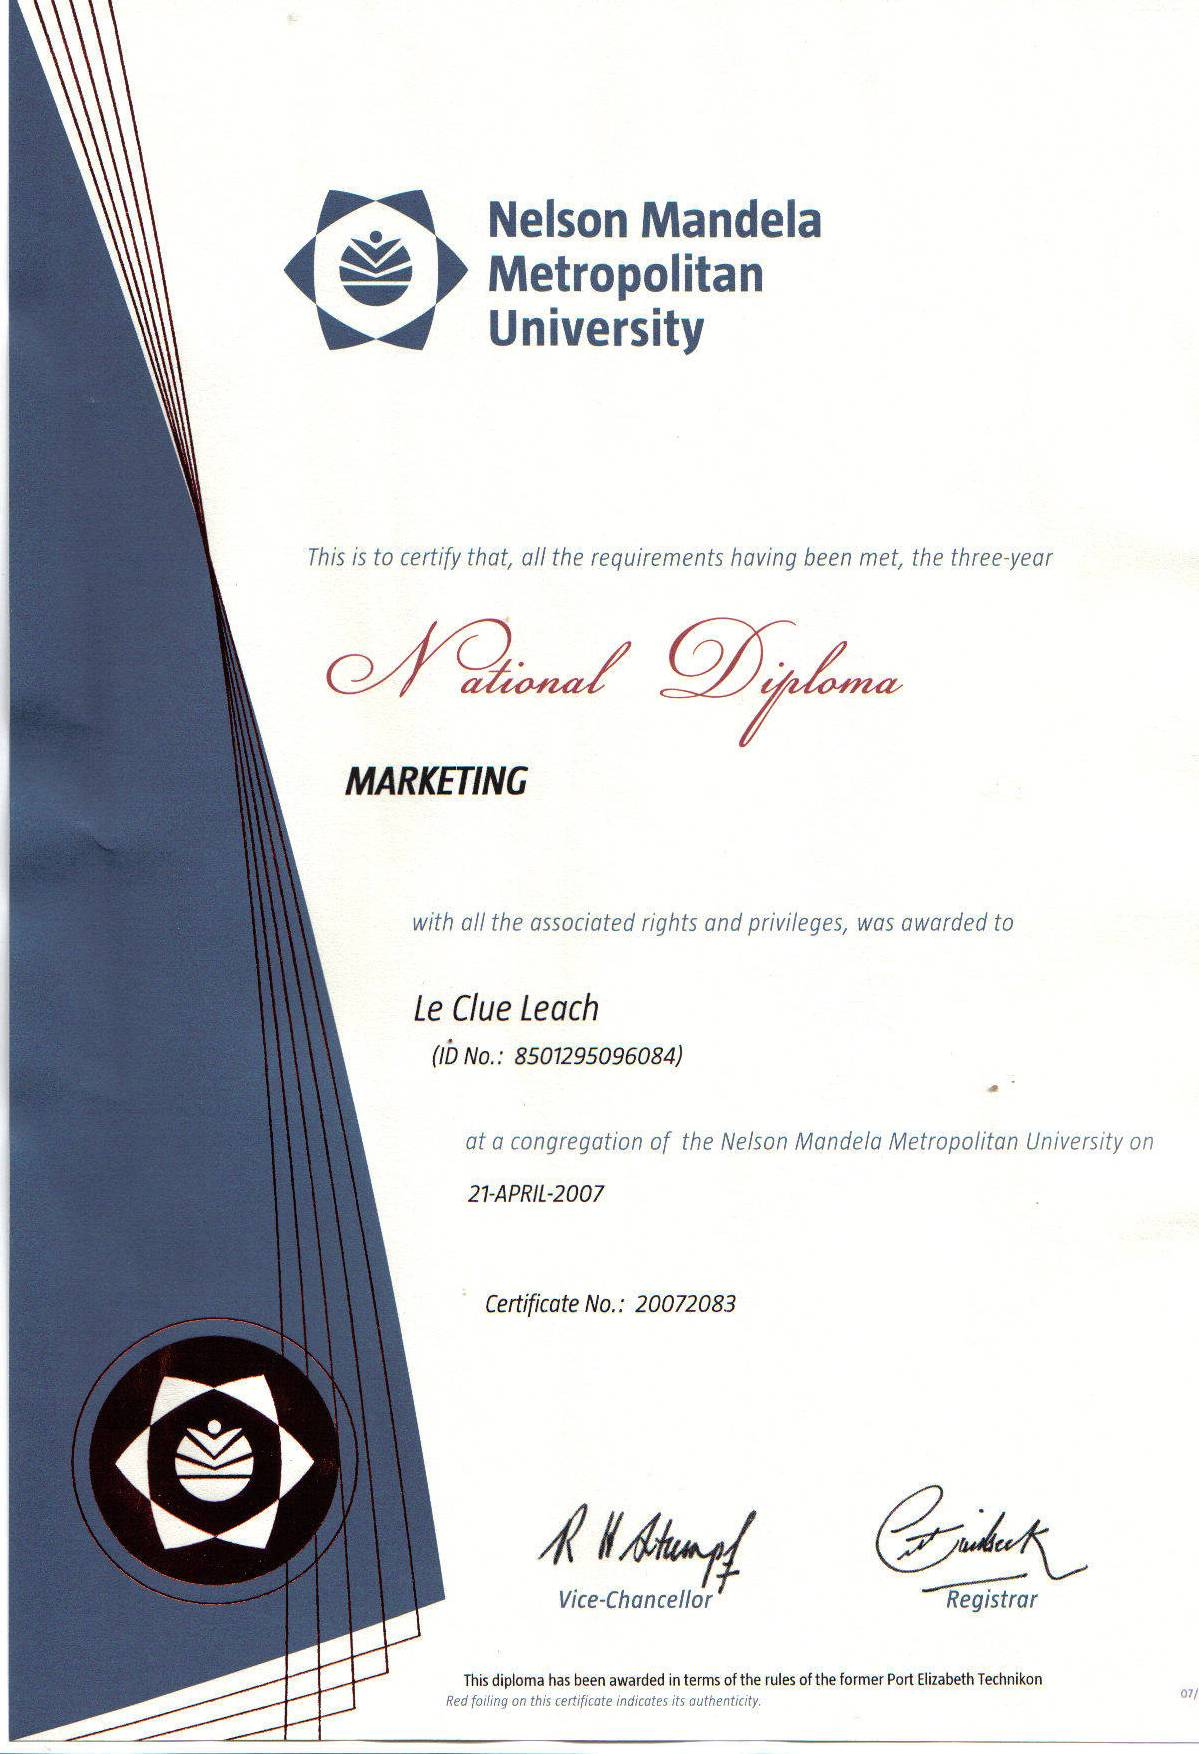 Nelson Mandela
Metropolitan
University
This is to certify that, all the requirements having been met, the three-year
National Diploma
MARKETING
with all the associated rights and privileges, was awarded to
Le Clue Leach
(ID No.: 8501295096084)
at a congregation of the Nelson Mandela Metropolitan University on
21-APRIL-2007
Certificate No.: 20072083
R H Stumpf
Vice-Chancellor
Registrar
This diploma has been awarded in terms of the rules of the former Port Elizabeth Technikon
Red foiling on this certificate indicates its authenticity.
07/